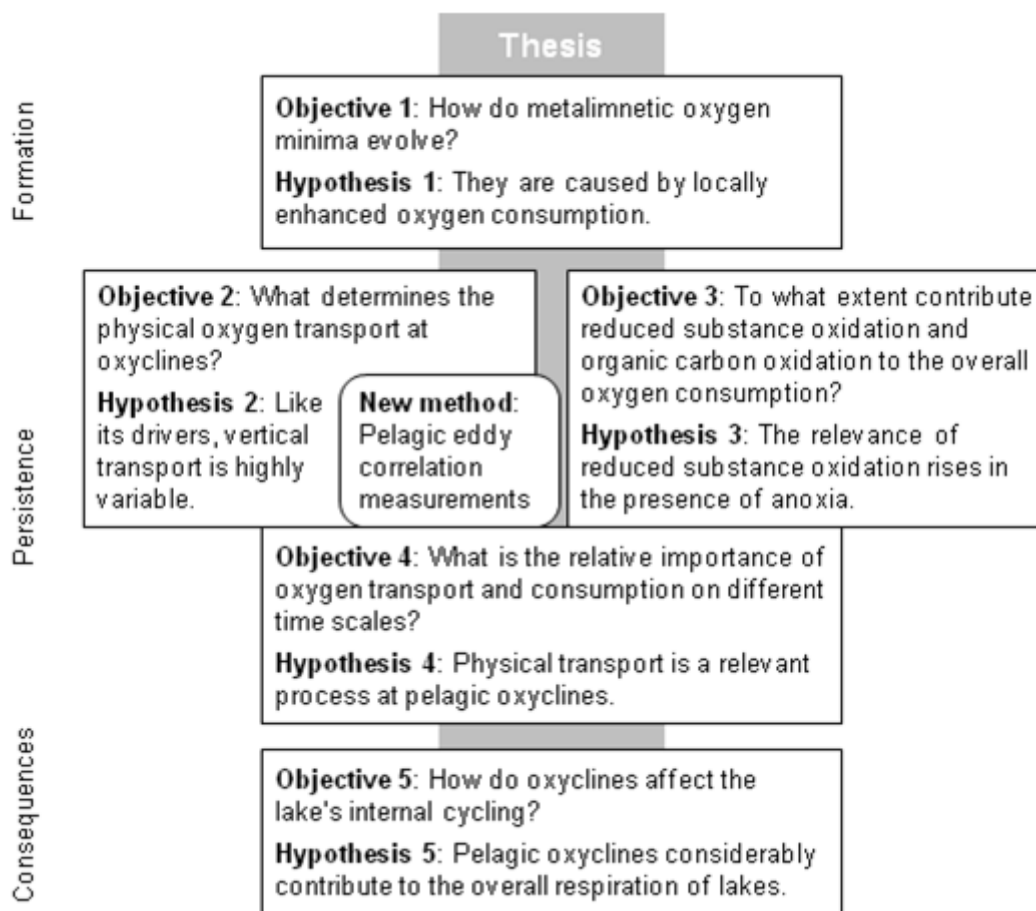 Thesis
Formation
Objective 1: How do metalimnetic oxygen
minima evolve?
Hypothesis 1: They are caused by locally
enhanced oxygen consumption.
Persistence
Objective 2: What determines the
physical oxygen transport at
oxyclines?
Hypothesis 2: Like
its drivers, vertical
transport is highly
variable.
New method:
Pelagic eddy
correlation
measurements
Objective 3: To what extent contribute
reduced substance oxidation and
organic carbon oxidation to the overall
oxygen consumption?
Hypothesis 3: The relevance of
reduced substance oxidation rises in
the presence of anoxia.
Objective 4: What is the relative importance of
oxygen transport and consumption on different
time scales?
Hypothesis 4: Physical transport is a relevant
process at pelagic oxyclines.
Consequences
Objective 5: How do oxyclines affect the
lake's internal cycling?
Hypothesis 5: Pelagic oxyclines considerably
contribute to the overall respiration of lakes.